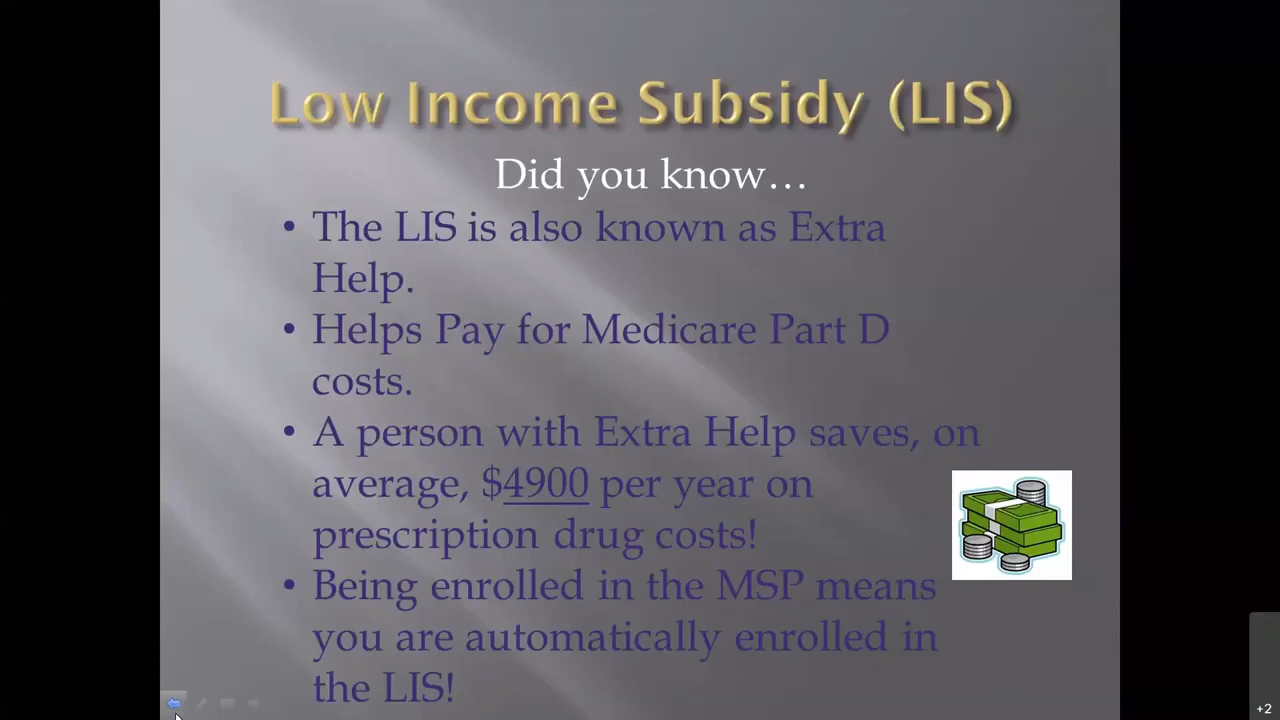 Low Income Subsidy (LIS)
Did you know…
• The LIS is also known as Extra
Help.
• Helps Pay for Medicare Part D
costs.
• A person with Extra Help saves, on
average, $4900 per year on
prescription drug costs!
• Being enrolled in the MSP means
you are automatically enrolled in
the LIS!
+2